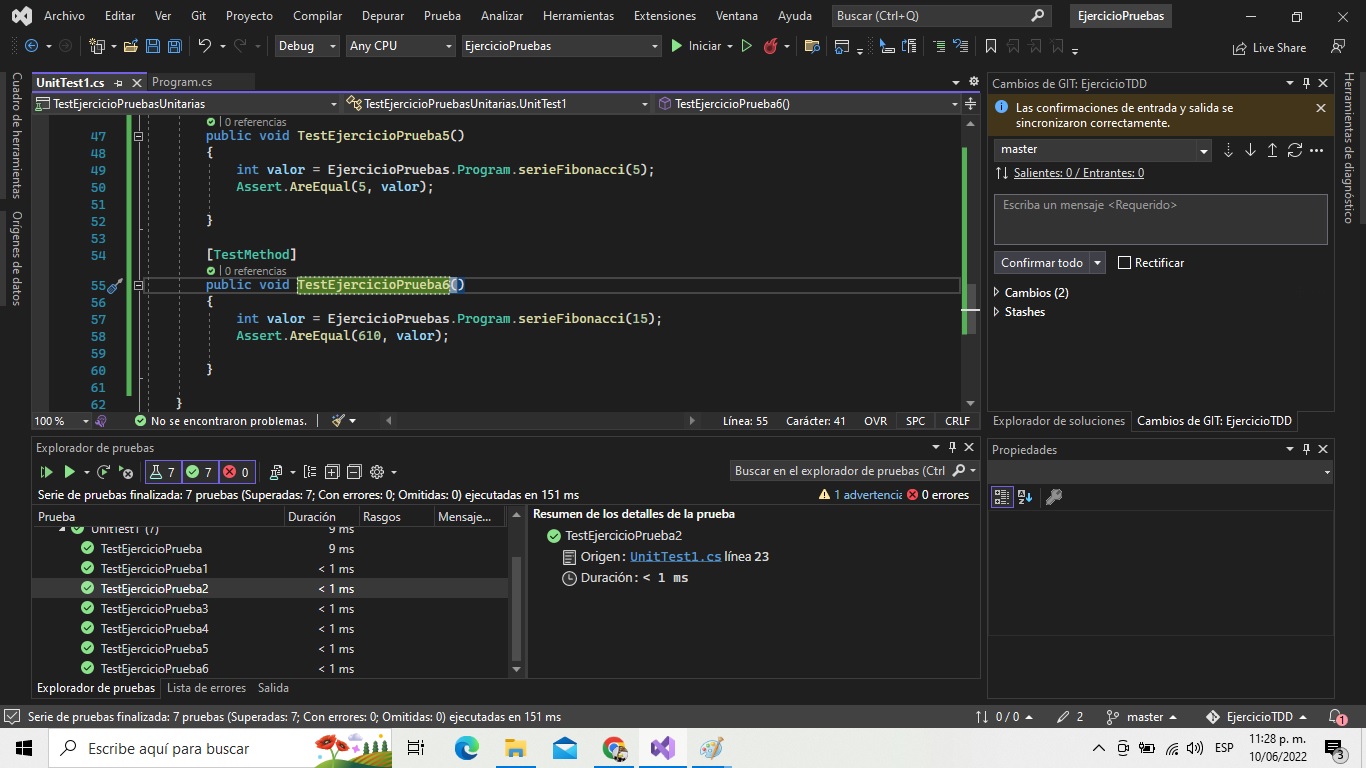 Archivo Editar Ver Git Proyecto Compilar Depurar Prueba Analizar Herramientas Extensiones Ventana Ayuda Buscar (Ctrl+Q) EjercicioPruebas
Debug Any CPU EjercicioPruebas Iniciar Live Share
Cuadro de herramientas
Orígenes de datos
UnitTest1.cs Program.cs
TestEjercicioPruebasUnitarias TestEjercicioPruebasUnitarias.UnitTest1 TestEjercicioPrueba6()
| 0 referencias
47 public void TestEjercicioPrueba5()
48 {
49 int valor = EjercicioPruebas.Program.serieFibonacci(5);
50 Assert.AreEqual(5, valor);
51
52 }
53
54 [TestMethod]
| 0 referencias
55 public void TestEjercicioPrueba6()
56 {
57 int valor = EjercicioPruebas.Program.serieFibonacci(15);
58 Assert.AreEqual(610, valor);
59
60 }
61
62 }
100 % No se encontraron problemas. Línea: 55 Carácter: 41 OVR SPC CRLF
Explorador de pruebas
7 7 0 Buscar en el explorador de pruebas (Ctrl
Serie de pruebas finalizada: 7 pruebas (Superadas: 7; Con errores: 0; Omitidas: 0) ejecutadas en 151 ms 1 advertencia 0 errores
Prueba Duración Rasgos Mensaje...
UnitTest1 (7) 9 ms
TestEjercicioPrueba 9 ms
TestEjercicioPrueba1 < 1 ms
TestEjercicioPrueba2 < 1 ms
TestEjercicioPrueba3 < 1 ms
TestEjercicioPrueba4 < 1 ms
TestEjercicioPrueba5 < 1 ms
TestEjercicioPrueba6 < 1 ms
Resumen de los detalles de la prueba
TestEjercicioPrueba2
Origen: UnitTest1.cs línea 23
Duración: < 1 ms
Explorador de pruebas Lista de errores Salida
Cambios de GIT: EjercicioTDD
Las confirmaciones de entrada y salida se
sincronizaron correctamente.
master
Salientes: 0 / Entrantes: 0
Escriba un mensaje <Requerido>
Confirmar todo Rectificar
Cambios (2)
Stashes
Explorador de soluciones Cambios de GIT: EjercicioTDD
Propiedades
Herramientas de diagnóstico
Serie de pruebas finalizada: 7 pruebas (Superadas: 7; Con errores: 0; Omitidas: 0) ejecutadas en 151 ms 0 / 0 2 master EjercicioTDD 1
Escribe aquí para buscar ESP 11:28 p. m.
10/06/2022 3